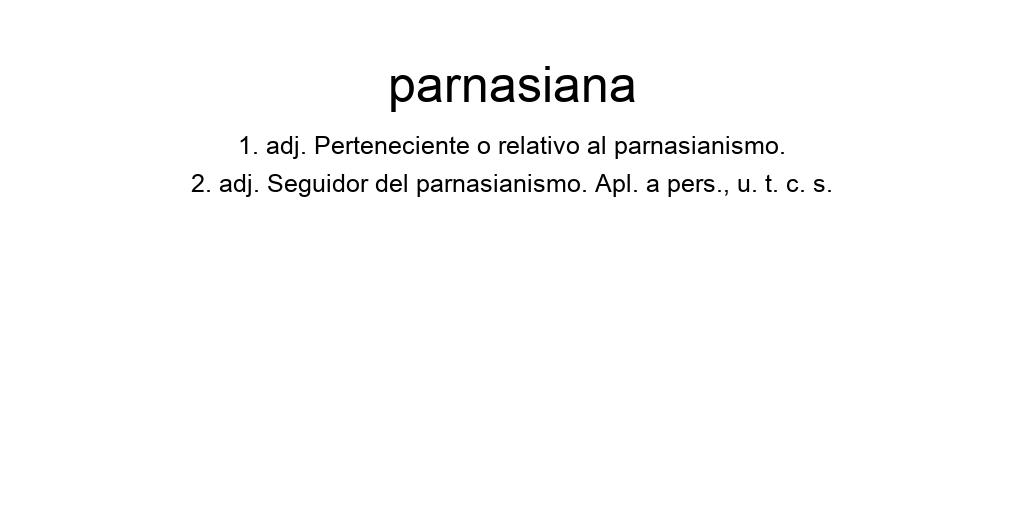 parnasiana
1. adj. Perteneciente o relativo al parnasianismo.
2. adj. Seguidor del parnasianismo. Apl. a pers., u. t. c. s.